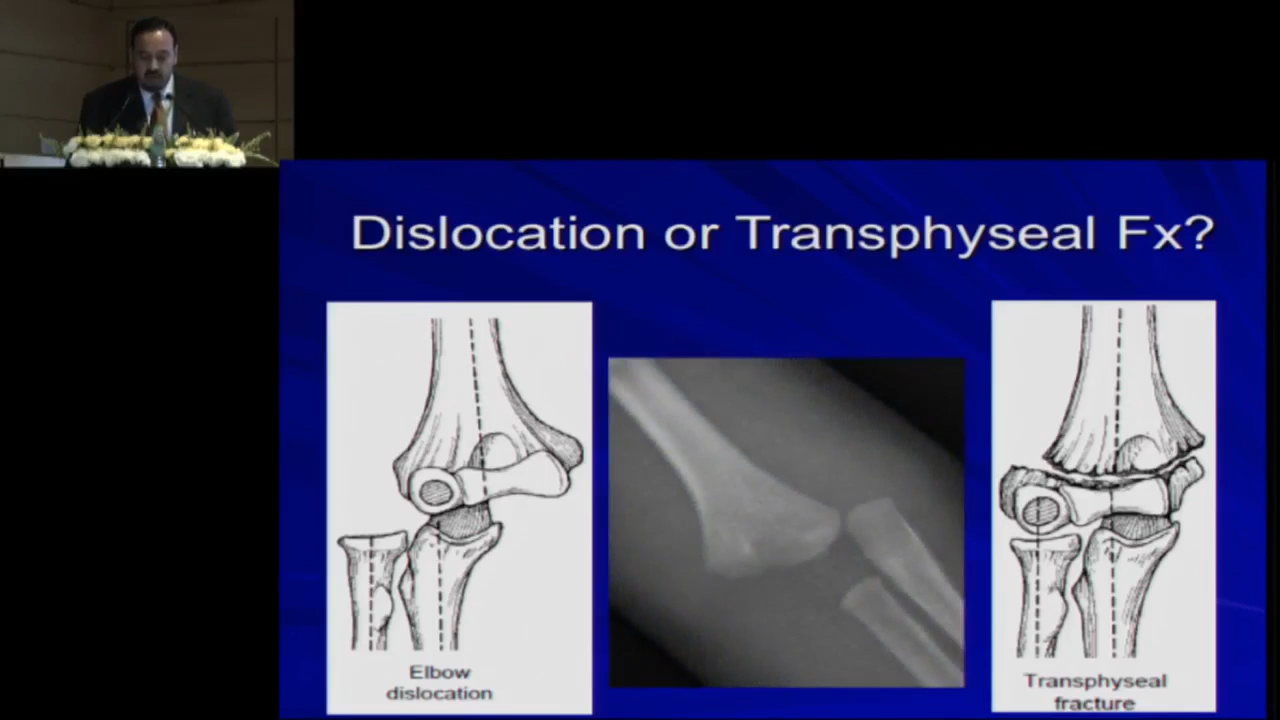 Dislocation or Transphyseal Fx?
Elbow
dislocation
Transphyseal
fracture